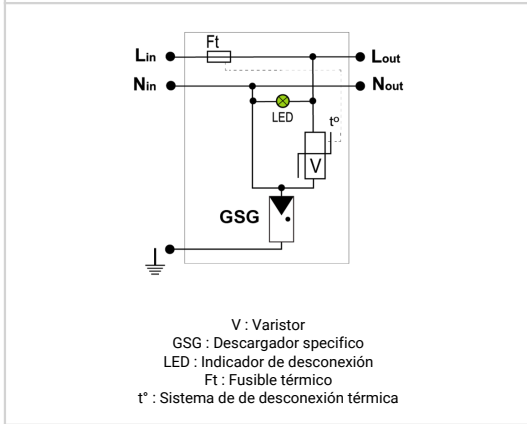 Ft
Lin
Lout
Nin
Nout
LED
t°
V
GSG
V : Varistor
GSG : Descargador specifico
LED : Indicador de desconexión
Ft : Fusible térmico
t° : Sistema de de desconexión térmica